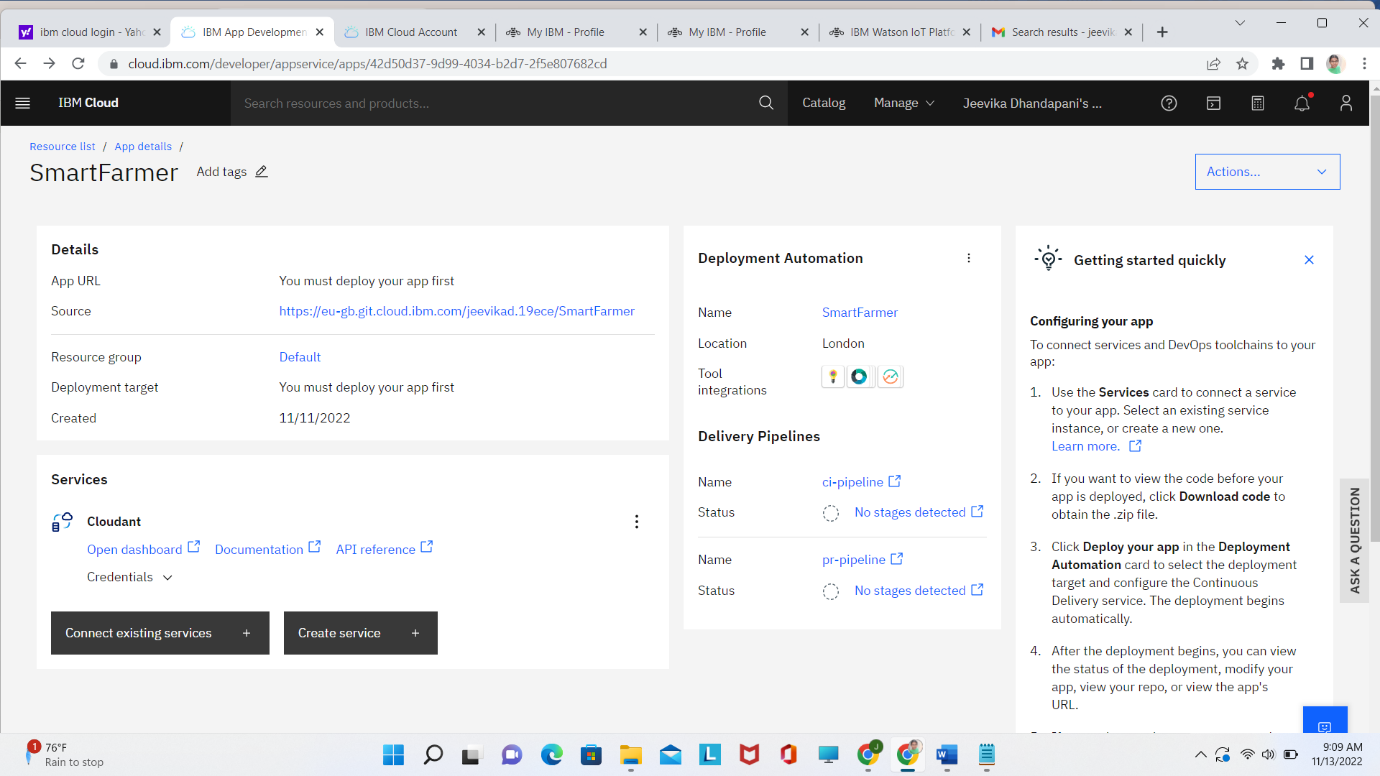 ibm cloud login - Yah
IBM App Developmen
IBM Cloud Account
My IBM - Profile
My IBM - Profile
IBM Watson IoT Platfo
Search results - jeevik
cloud.ibm.com/developer/appservice/apps/42d50d37-9d99-4034-b2d7-2f5e807682cd
IBM Cloud
Search resources and products...
Catalog
Manage
Jeevika Dhandapani's ...
Resource list / App details /
SmartFarmer
Add tags
Actions...
Details
App URL You must deploy your app first
Source https://eu-gb.git.cloud.ibm.com/jeevikad.19ece/SmartFarmer
Resource group Default
Deployment target You must deploy your app first
Created 11/11/2022
Services
Cloudant
Open dashboard Documentation API reference
Credentials
Connect existing services +
Create service +
Deployment Automation
Name SmartFarmer
Location London
Tool
integrations
Delivery Pipelines
Name ci-pipeline
Status No stages detected
Name pr-pipeline
Status No stages detected
Getting started quickly
Configuring your app
To connect services and DevOps toolchains to your
app:
1. Use the Services card to connect a service
to your app. Select an existing service
instance, or create a new one.
Learn more.
2. If you want to view the code before your
app is deployed, click Download code to
obtain the .zip file.
3. Click Deploy your app in the Deployment
Automation card to select the deployment
target and configure the Continuous
Delivery service. The deployment begins
automatically.
4. After the deployment begins, you can view
the status of the deployment, modify your
app, view your repo, or view the app's
URL.
ASK A QUESTION
1
76°F
Rain to stop
J
9:09 AM
11/13/2022